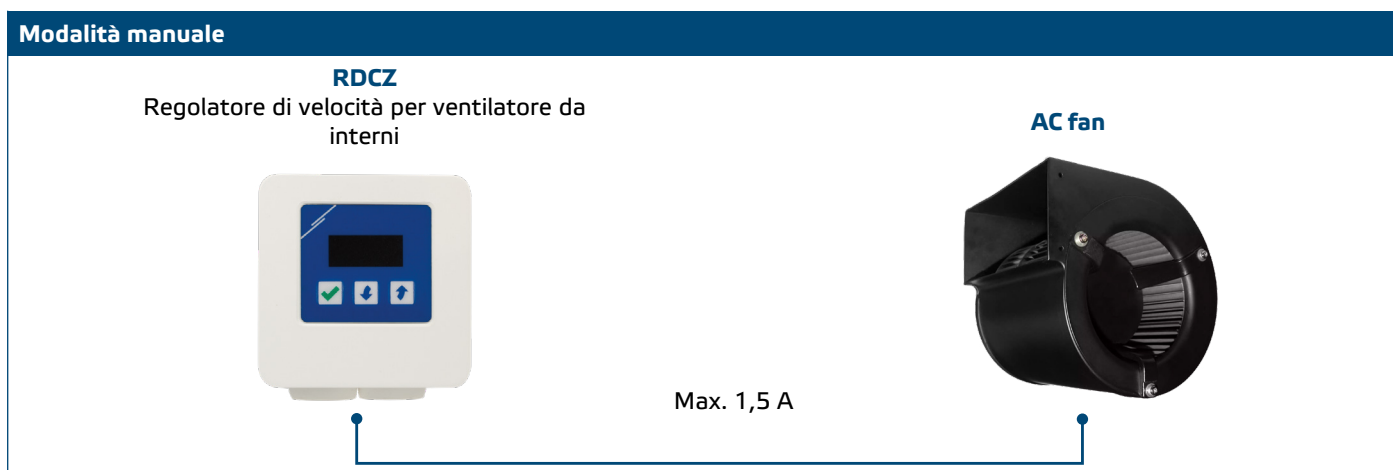 Modalità manuale
RDCZ
Regolatore di velocità per ventilatore da
interni
AC fan
Max. 1,5 A